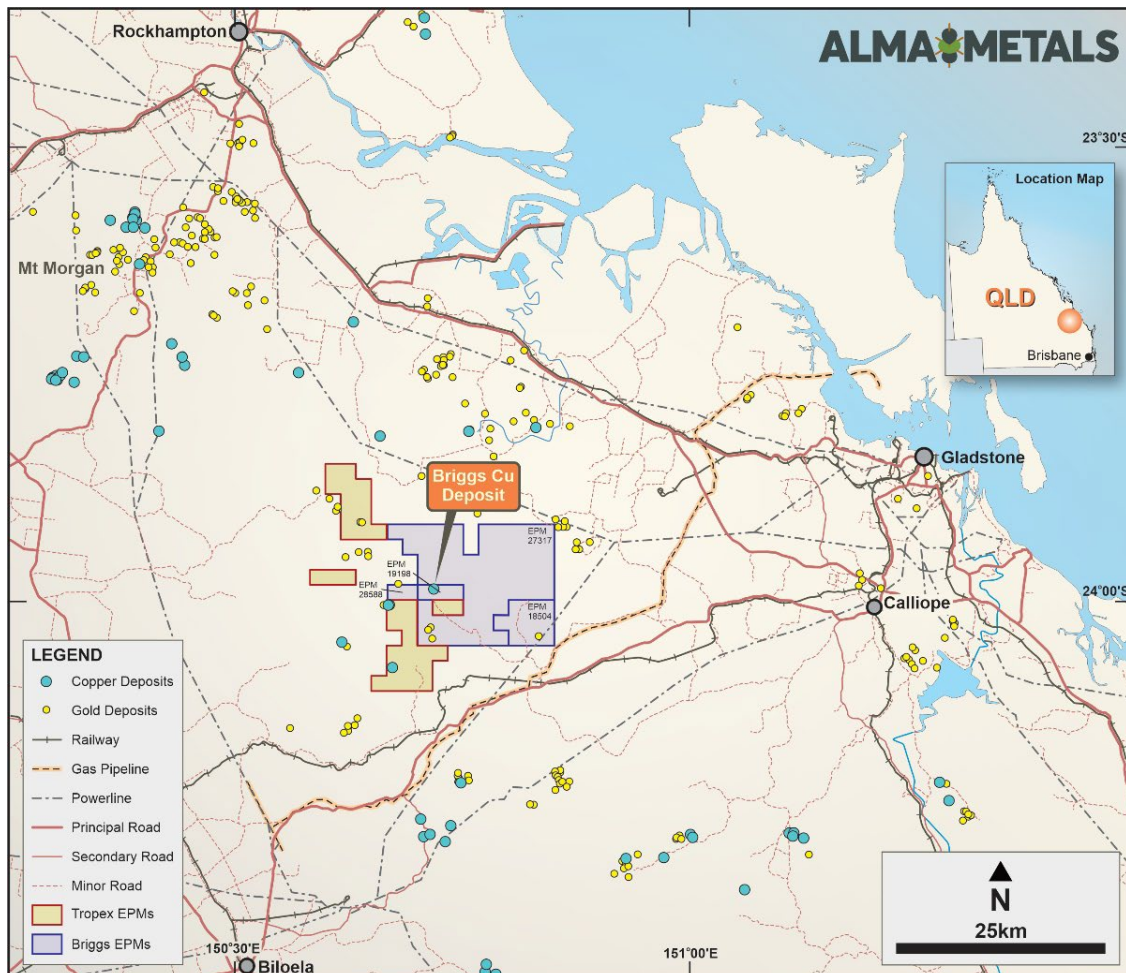 Rockhampton
ALMA METALS
23°30'S
Location Map
QLD
Brisbane
Mt Morgan
Gladstone
Briggs Cu
Deposit
EPM
27317
EPM
19198
EPM
28588
EPM
18504
24°00'S
Calliope
LEGEND
Copper Deposits
Gold Deposits
Railway
Gas Pipeline
Powerline
Principal Road
Secondary Road
Minor Road
Tropex EPMs
Briggs EPMs
N
25km
150°30'E
151°00'E
Biloela